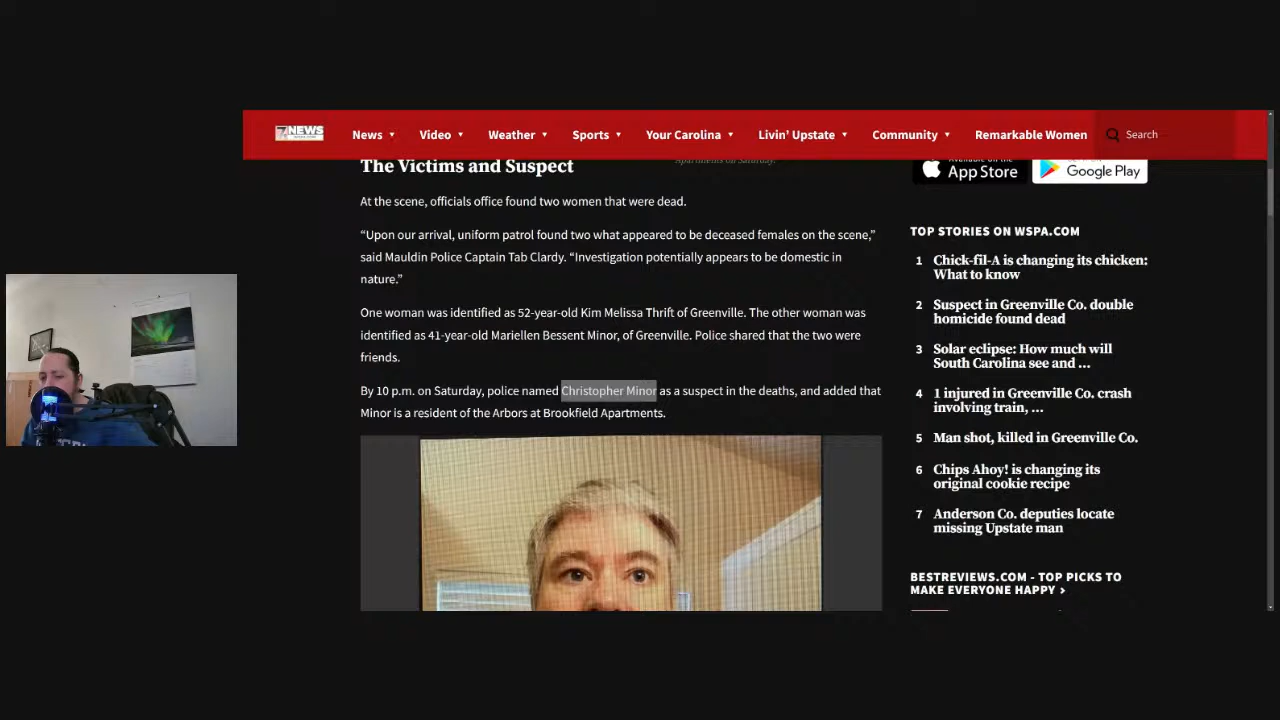 7NEWS
News
Video
Weather
Sports
Your Carolina
Livin' Upstate
Community
Remarkable Women
Search
The Victims and Suspect
Apartments on Saturday.
At the scene, officials office found two women that were dead.
“Upon our arrival, uniform patrol found two what appeared to be deceased females on the scene,”
said Mauldin Police Captain Tab Clardy. “Investigation potentially appears to be domestic in
nature.”
One woman was identified as 52-year-old Kim Melissa Thrift of Greenville. The other woman was
identified as 41-year-old Mariellen Bessent Minor, of Greenville. Police shared that the two were
friends.
By 10 p.m. on Saturday, police named Christopher Minor as a suspect in the deaths, and added that
Minor is a resident of the Arbors at Brookfield Apartments.
App Store
Google Play
TOP STORIES ON WSPA.COM
1 Chick-fil-A is changing its chicken:
What to know
2 Suspect in Greenville Co. double
homicide found dead
3 Solar eclipse: How much will
South Carolina see and ...
4 1 injured in Greenville Co. crash
involving train, ...
5 Man shot, killed in Greenville Co.
6 Chips Ahoy! is changing its
original cookie recipe
7 Anderson Co. deputies locate
missing Upstate man
BESTREVIEWS.COM - TOP PICKS TO
MAKE EVERYONE HAPPY ›